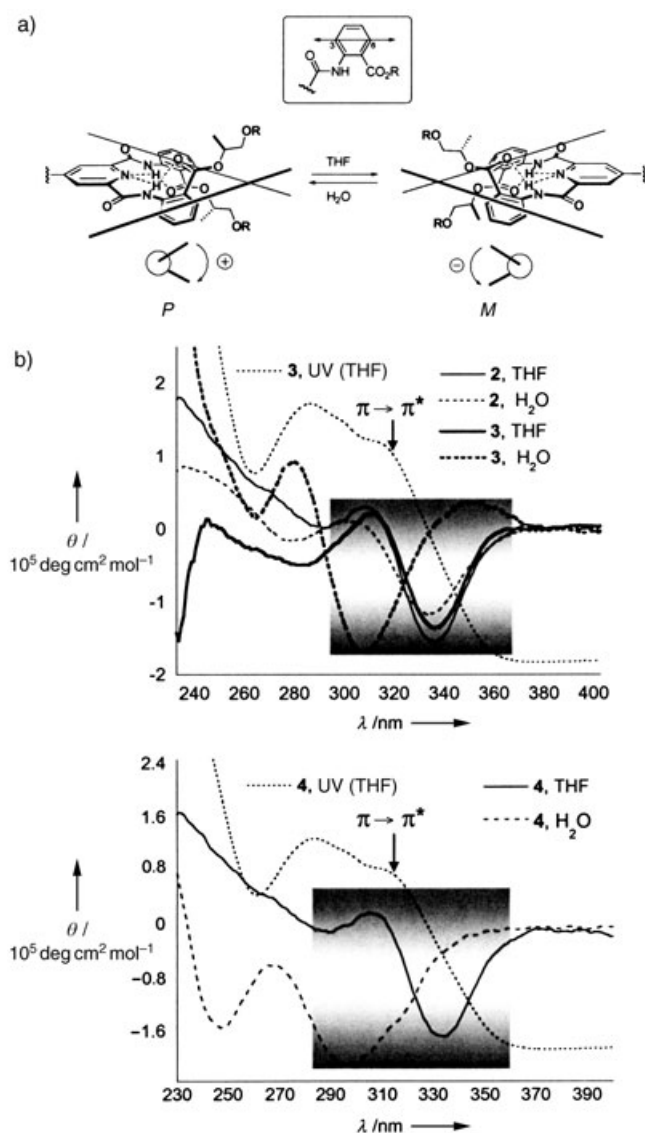 a)
3 6
O
NH CO₂R
OR
O O
N H O
N H O
O N
OR
THF
H₂O
RO
O O
O H N
O H N
RO N O
⊕ ⊖
P M
b)
3, UV (THF) 2, THF
π → π* 2, H₂O
3, THF
3, H₂O
2
1
0
-1
-2
θ /
10⁵ deg cm² mol⁻¹
240 260 280 300 320 340 360 380 400
λ /nm
2.4
1.6
0.8
0
−0.8
−1.6
4, UV (THF) 4, THF
π → π* 4, H₂O
θ /
10⁵ deg cm² mol⁻¹
230 250 270 290 310 330 350 370 390
λ /nm